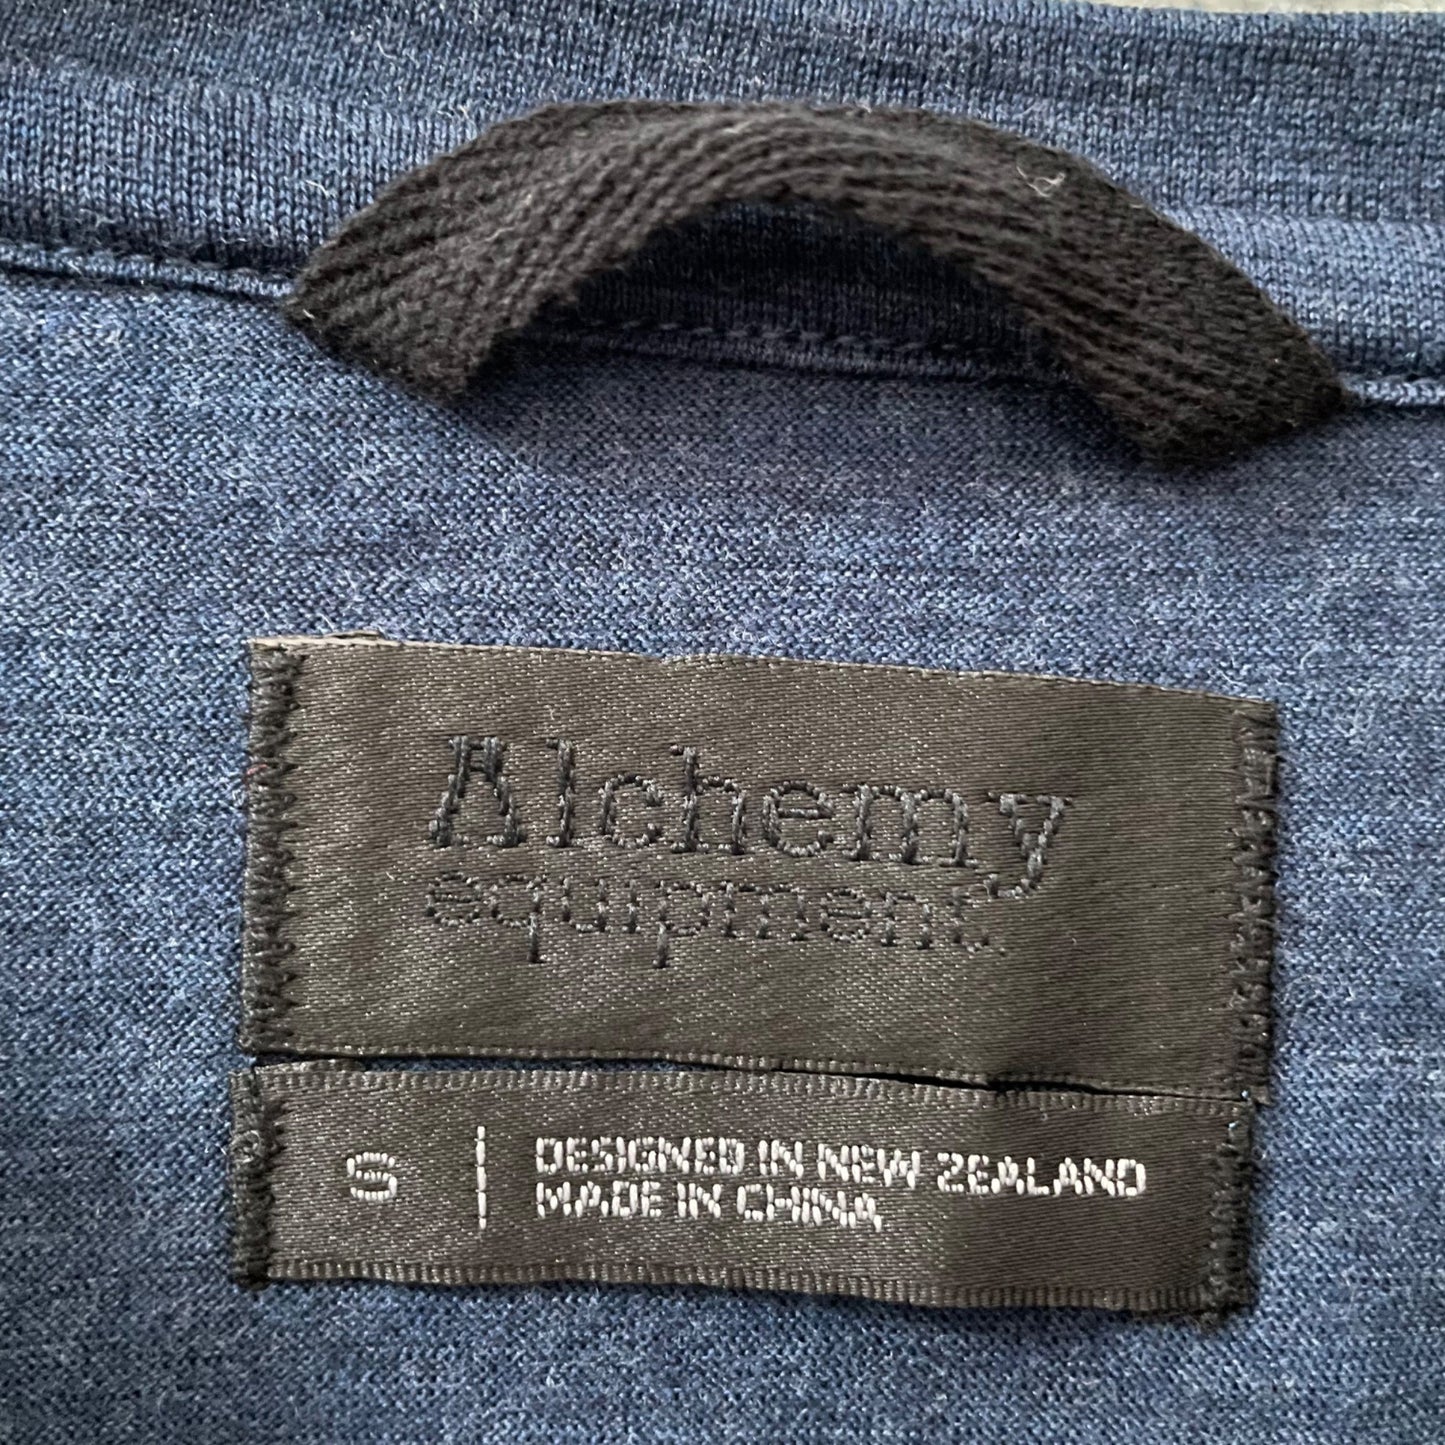 Alchemy
equipment
S
DESIGNED IN NEW ZEALAND
MADE IN CHINA